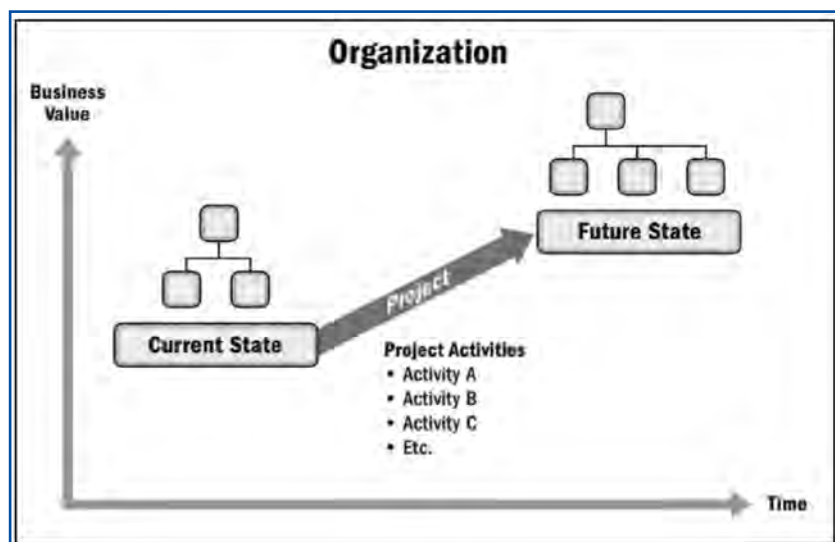 Organization
Business
Value
Future State
Project
Current State
Project Activities
• Activity A
• Activity B
• Activity C
• Etc.
Time